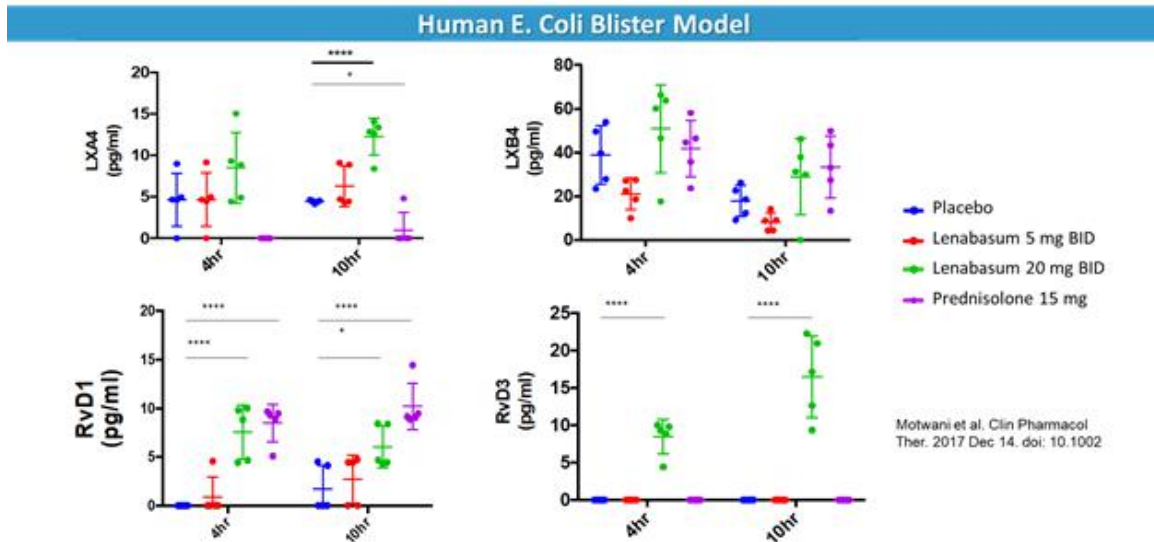 Human E. Coli Blister Model
LXA4
(pg/ml)
20
15
10
5
0
****
*
4hr
10hr
LXB4
(pg/ml)
80
60
40
20
0
4hr
10hr
Placebo
Lenabasum 5 mg BID
Lenabasum 20 mg BID
Prednisolone 15 mg
RvD1
(pg/ml)
20
15
10
5
0
****
****
****
*
4hr
10hr
RvD3
(pg/ml)
25
20
15
10
5
0
****
****
4hr
10hr
Motwani et al. Clin Pharmacol
Ther. 2017 Dec 14. doi: 10.1002